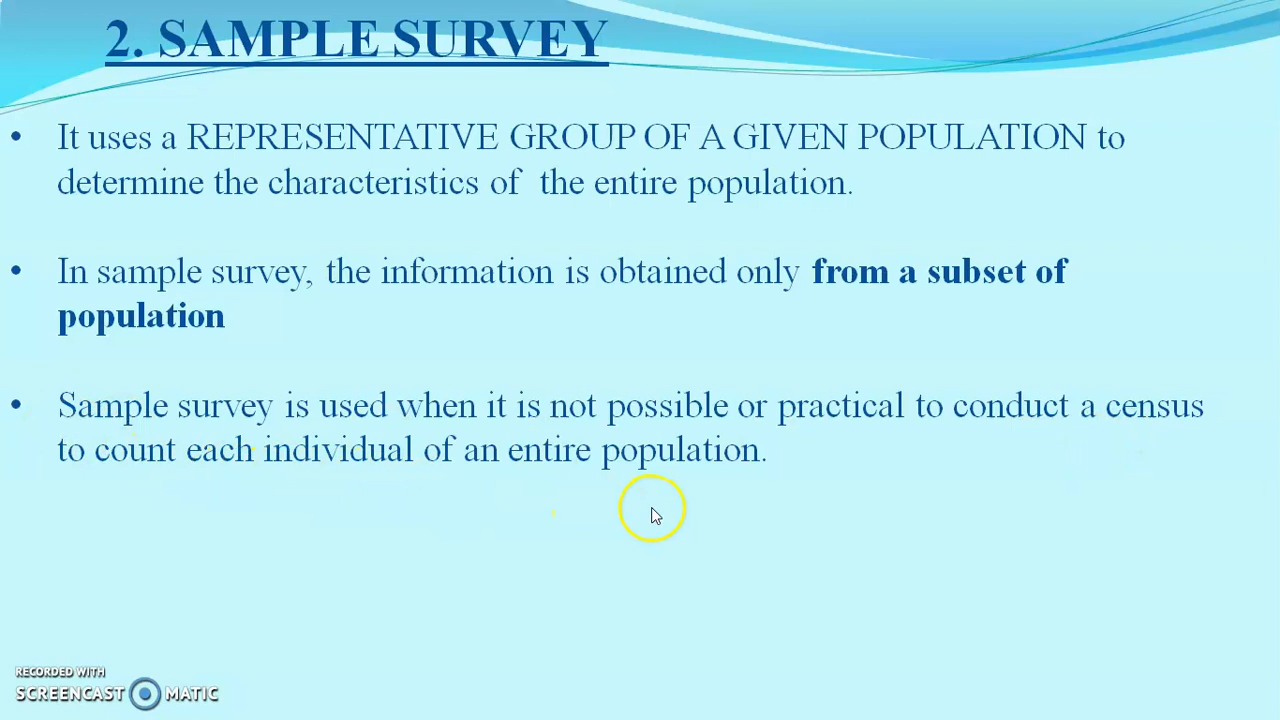 2. SAMPLE SURVEY
• It uses a REPRESENTATIVE GROUP OF A GIVEN POPULATION to
determine the characteristics of the entire population.
• In sample survey, the information is obtained only from a subset of
population
• Sample survey is used when it is not possible or practical to conduct a census
to count each individual of an entire population.
RECORDED WITH
SCREENCAST MATIC